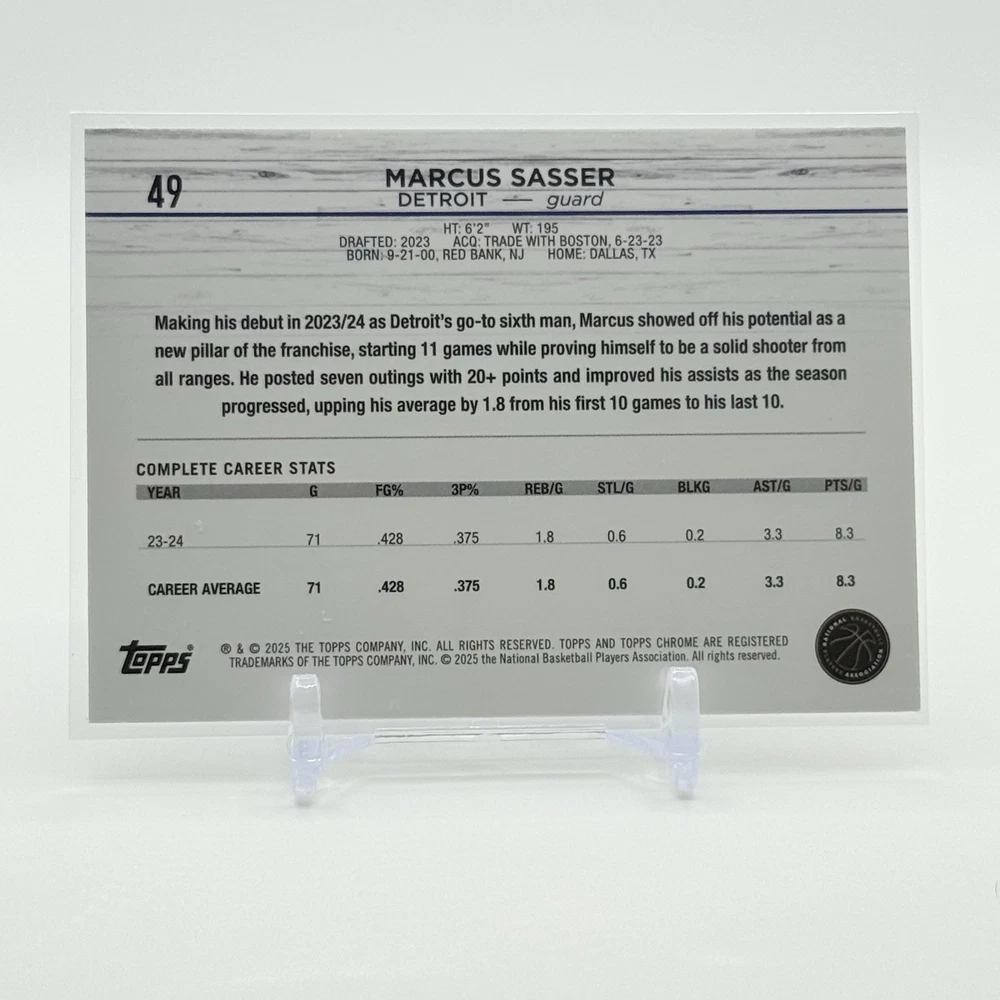 49
MARCUS SASSER
DETROIT — guard
HT: 6'2" WT: 195
DRAFTED: 2023 ACQ: TRADE WITH BOSTON, 6-23-23
BORN: 9-21-00, RED BANK, NJ HOME: DALLAS, TX
Making his debut in 2023/24 as Detroit's go-to sixth man, Marcus showed off his potential as a
new pillar of the franchise, starting 11 games while proving himself to be a solid shooter from
all ranges. He posted seven outings with 20+ points and improved his assists as the season
progressed, upping his average by 1.8 from his first 10 games to his last 10.
COMPLETE CAREER STATS
YEAR G FG% 3P% REB/G STL/G BLKG AST/G PTS/G
23-24 71 .428 .375 1.8 0.6 0.2 3.3 8.3
CAREER AVERAGE 71 .428 .375 1.8 0.6 0.2 3.3 8.3
Topps®
® & © 2025 THE TOPPS COMPANY, INC. ALL RIGHTS RESERVED. TOPPS AND TOPPS CHROME ARE REGISTERED
TRADEMARKS OF THE TOPPS COMPANY, INC. © 2025 the National Basketball Players Association. All rights reserved.
NATIONAL BASKETBALL
ASSOCIATION